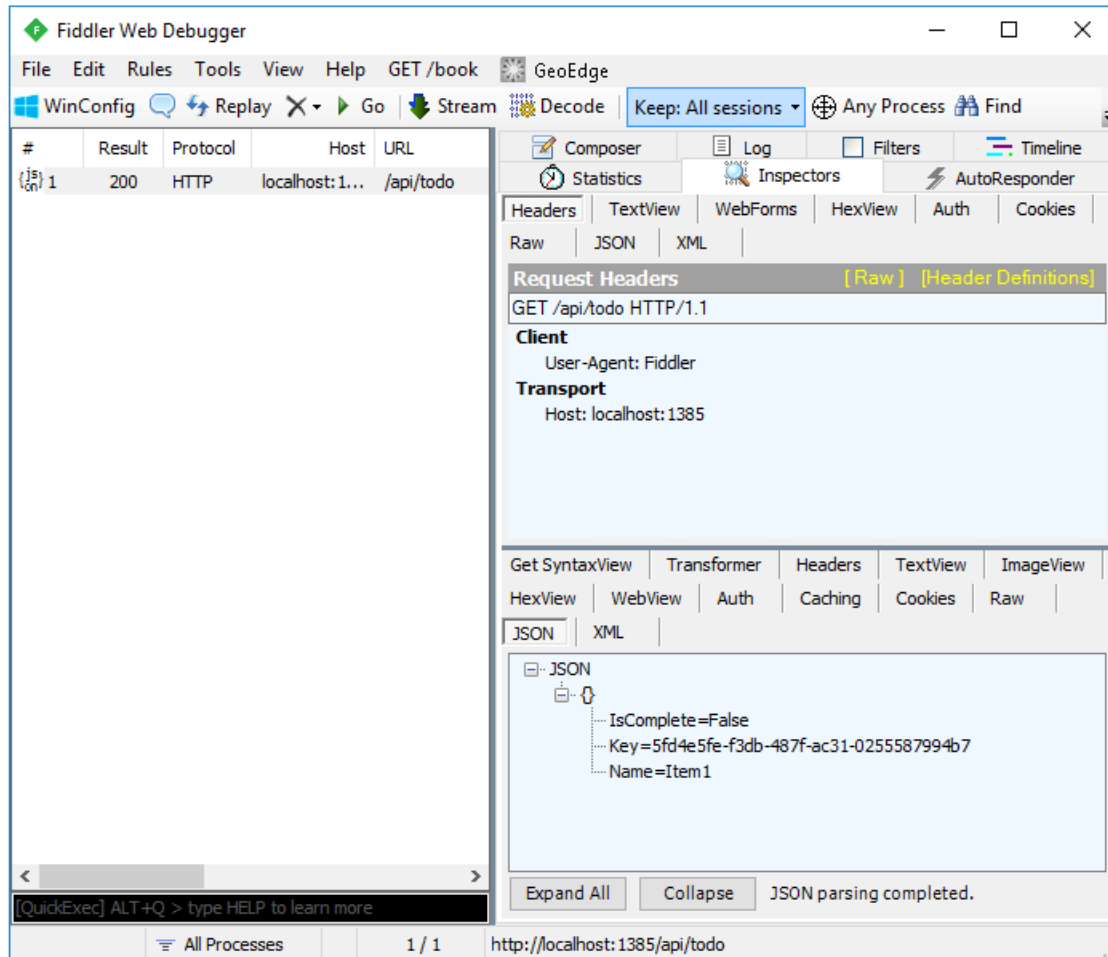 Fiddler Web Debugger
File Edit Rules Tools View Help GET /book GeoEdge
WinConfig Replay Go Stream Decode Keep: All sessions Any Process Find
# Result Protocol Host URL
{js on} 1 200 HTTP localhost:1... /api/todo
Composer Log Filters Timeline
Statistics Inspectors AutoResponder
Headers TextView WebForms HexView Auth Cookies
Raw JSON XML
Request Headers [ Raw ] [Header Definitions]
GET /api/todo HTTP/1.1
Client
User-Agent: Fiddler
Transport
Host: localhost:1385
Get SyntaxView Transformer Headers TextView ImageView
HexView WebView Auth Caching Cookies Raw
JSON XML
JSON
{}
IsComplete=False
Key=5fd4e5fe-f3db-487f-ac31-0255587994b7
Name=Item1
Expand All Collapse JSON parsing completed.
[QuickExec] ALT+Q > type HELP to learn more
All Processes 1 / 1 http://localhost:1385/api/todo